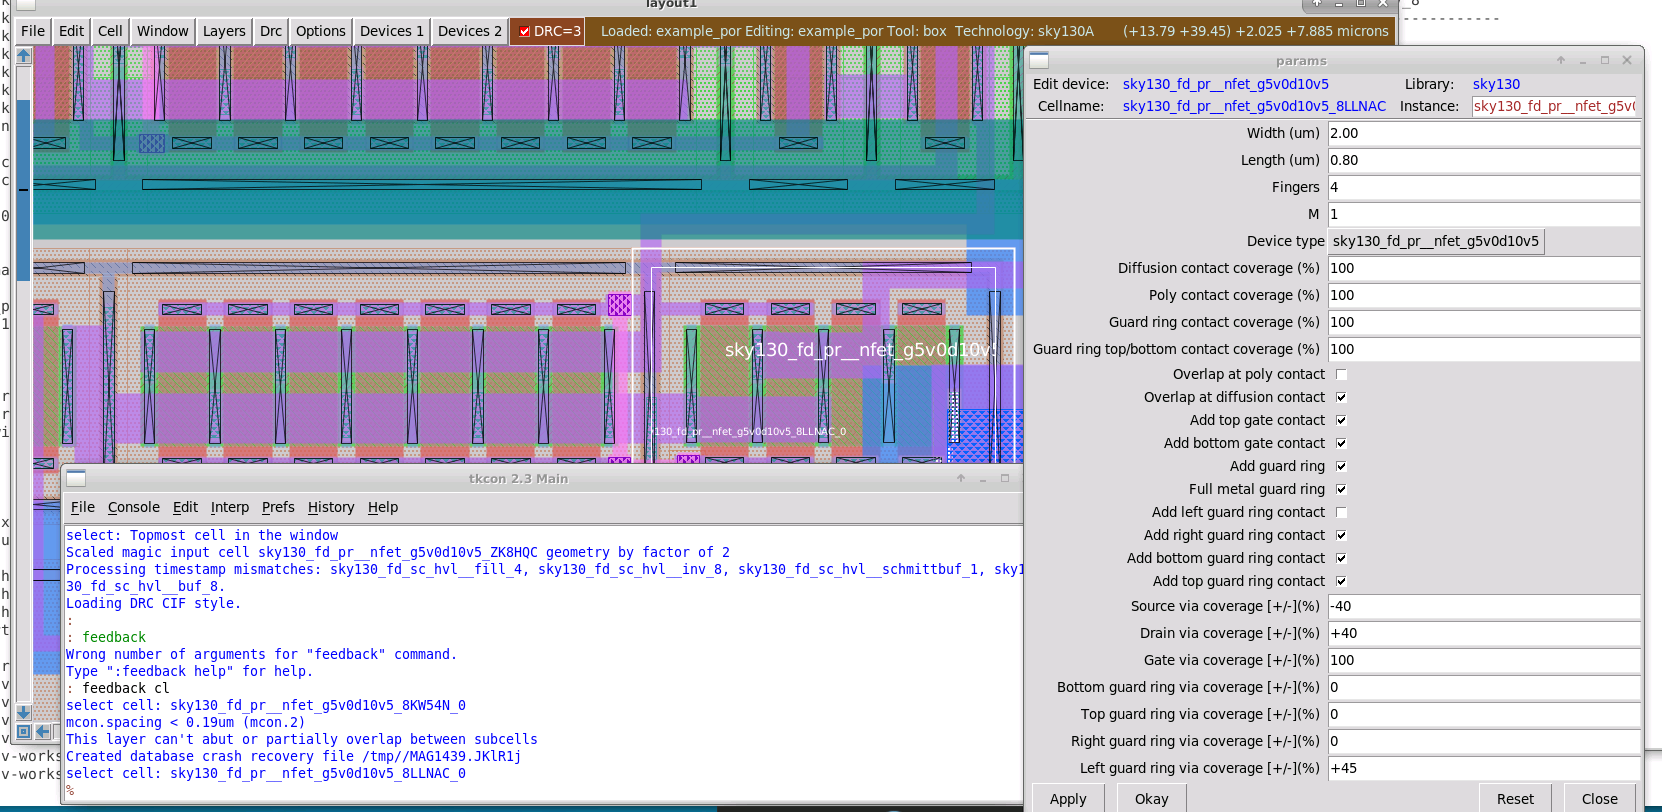 layout1
File Edit Cell Window Layers Drc Options Devices 1 Devices 2 DRC=3 Loaded: example_por Editing: example_por Tool: box Technology: sky130A (+13.79 +39.45) +2.025 +7.885 microns
sky130_fd_pr__nfet_g5v0d10v
130_fd_pr__nfet_g5v0d10v5_8LLNAC_0
tkcon 2.3 Main
File Console Edit Interp Prefs History Help
select: Topmost cell in the window
Scaled magic input cell sky130_fd_pr__nfet_g5v0d10v5_ZK8HQC geometry by factor of 2
Processing timestamp mismatches: sky130_fd_sc_hvl__fill_4, sky130_fd_sc_hvl__inv_8, sky130_fd_sc_hvl__schmittbuf_1, sky1
30_fd_sc_hvl__buf_8.
Loading DRC CIF style.
:
: feedback
Wrong number of arguments for "feedback" command.
Type ":feedback help" for help.
: feedback cl
select cell: sky130_fd_pr__nfet_g5v0d10v5_8KW54N_0
mcon.spacing < 0.19um (mcon.2)
This layer can't abut or partially overlap between subcells
Created database crash recovery file /tmp//MAG1439.JKlR1j
select cell: sky130_fd_pr__nfet_g5v0d10v5_8LLNAC_0
%
v-works
v-works
params
Edit device: sky130_fd_pr__nfet_g5v0d10v5 Library: sky130
Cellname: sky130_fd_pr__nfet_g5v0d10v5_8LLNAC Instance: sky130_fd_pr__nfet_g5v0
Width (um) 2.00
Length (um) 0.80
Fingers 4
M 1
Device type sky130_fd_pr__nfet_g5v0d10v5
Diffusion contact coverage (%) 100
Poly contact coverage (%) 100
Guard ring contact coverage (%) 100
Guard ring top/bottom contact coverage (%) 100
Overlap at poly contact
Overlap at diffusion contact
Add top gate contact
Add bottom gate contact
Add guard ring
Full metal guard ring
Add left guard ring contact
Add right guard ring contact
Add bottom guard ring contact
Add top guard ring contact
Source via coverage [+/-](%) -40
Drain via coverage [+/-](%) +40
Gate via coverage [+/-](%) 100
Bottom guard ring via coverage [+/-](%) 0
Top guard ring via coverage [+/-](%) 0
Right guard ring via coverage [+/-](%) 0
Left guard ring via coverage [+/-](%) +45
Apply Okay Reset Close